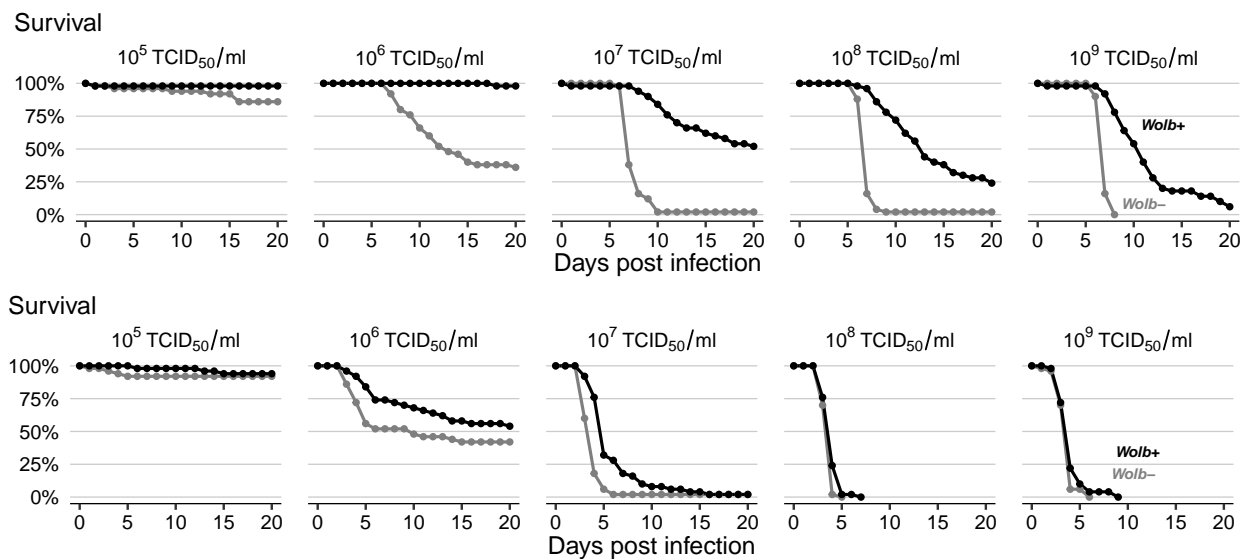 Survival
10⁵ TCID₅₀/ml 10⁶ TCID₅₀/ml 10⁷ TCID₅₀/ml 10⁸ TCID₅₀/ml 10⁹ TCID₅₀/ml
100%
75%
50%
25%
0%
Wolb+
Wolb–
0 5 10 15 20 0 5 10 15 20 0 5 10 15 20 0 5 10 15 20 0 5 10 15 20
Days post infection
Survival
10⁵ TCID₅₀/ml 10⁶ TCID₅₀/ml 10⁷ TCID₅₀/ml 10⁸ TCID₅₀/ml 10⁹ TCID₅₀/ml
100%
75%
50%
25%
0%
Wolb+
Wolb–
0 5 10 15 20 0 5 10 15 20 0 5 10 15 20 0 5 10 15 20 0 5 10 15 20
Days post infection